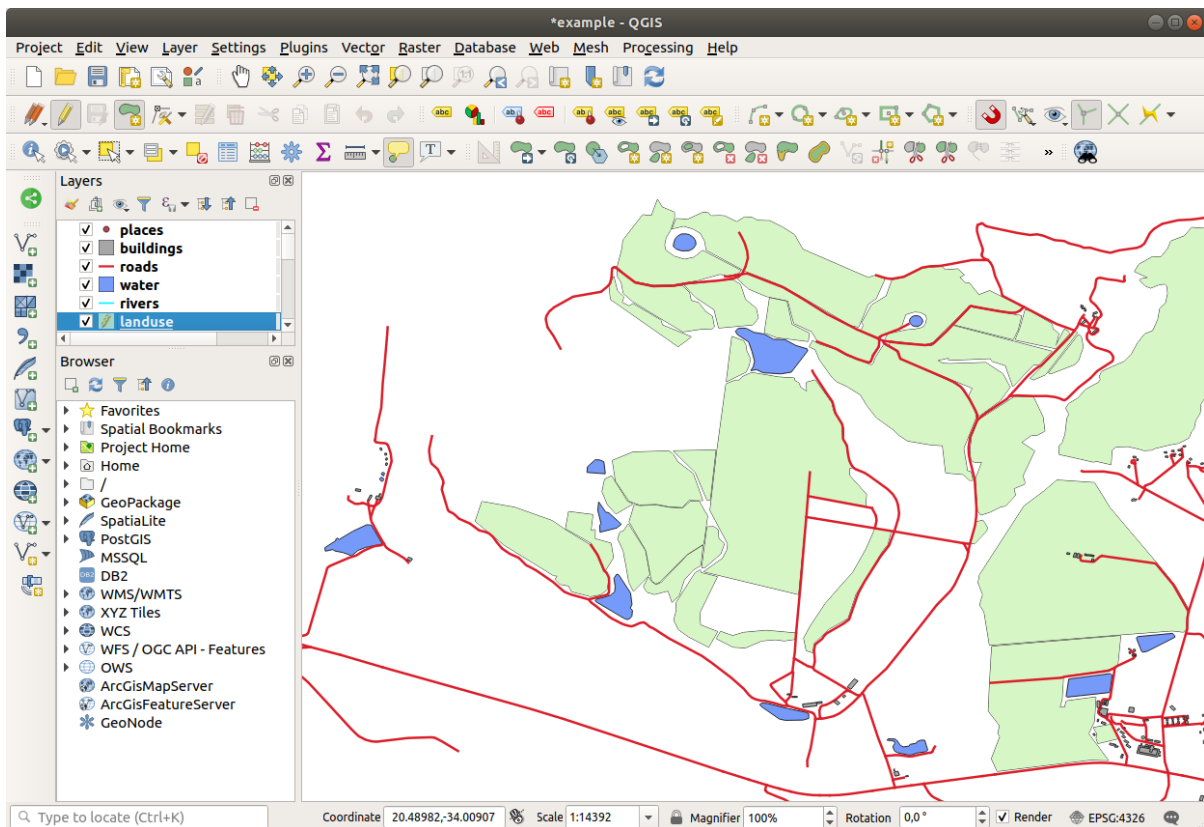 *example - QGIS
Project Edit View Layer Settings Plugins Vector Raster Database Web Mesh Processing Help
Layers
places
buildings
roads
water
rivers
landuse
Browser
Favorites
Spatial Bookmarks
Project Home
Home
/
GeoPackage
SpatiaLite
PostGIS
MSSQL
DB2
WMS/WMTS
XYZ Tiles
WCS
WFS / OGC API - Features
OWS
ArcGisMapServer
ArcGisFeatureServer
GeoNode
Type to locate (Ctrl+K) Coordinate 20.48982,-34.00907 Scale 1:14392 Magnifier 100% Rotation 0,0° Render EPSG:4326